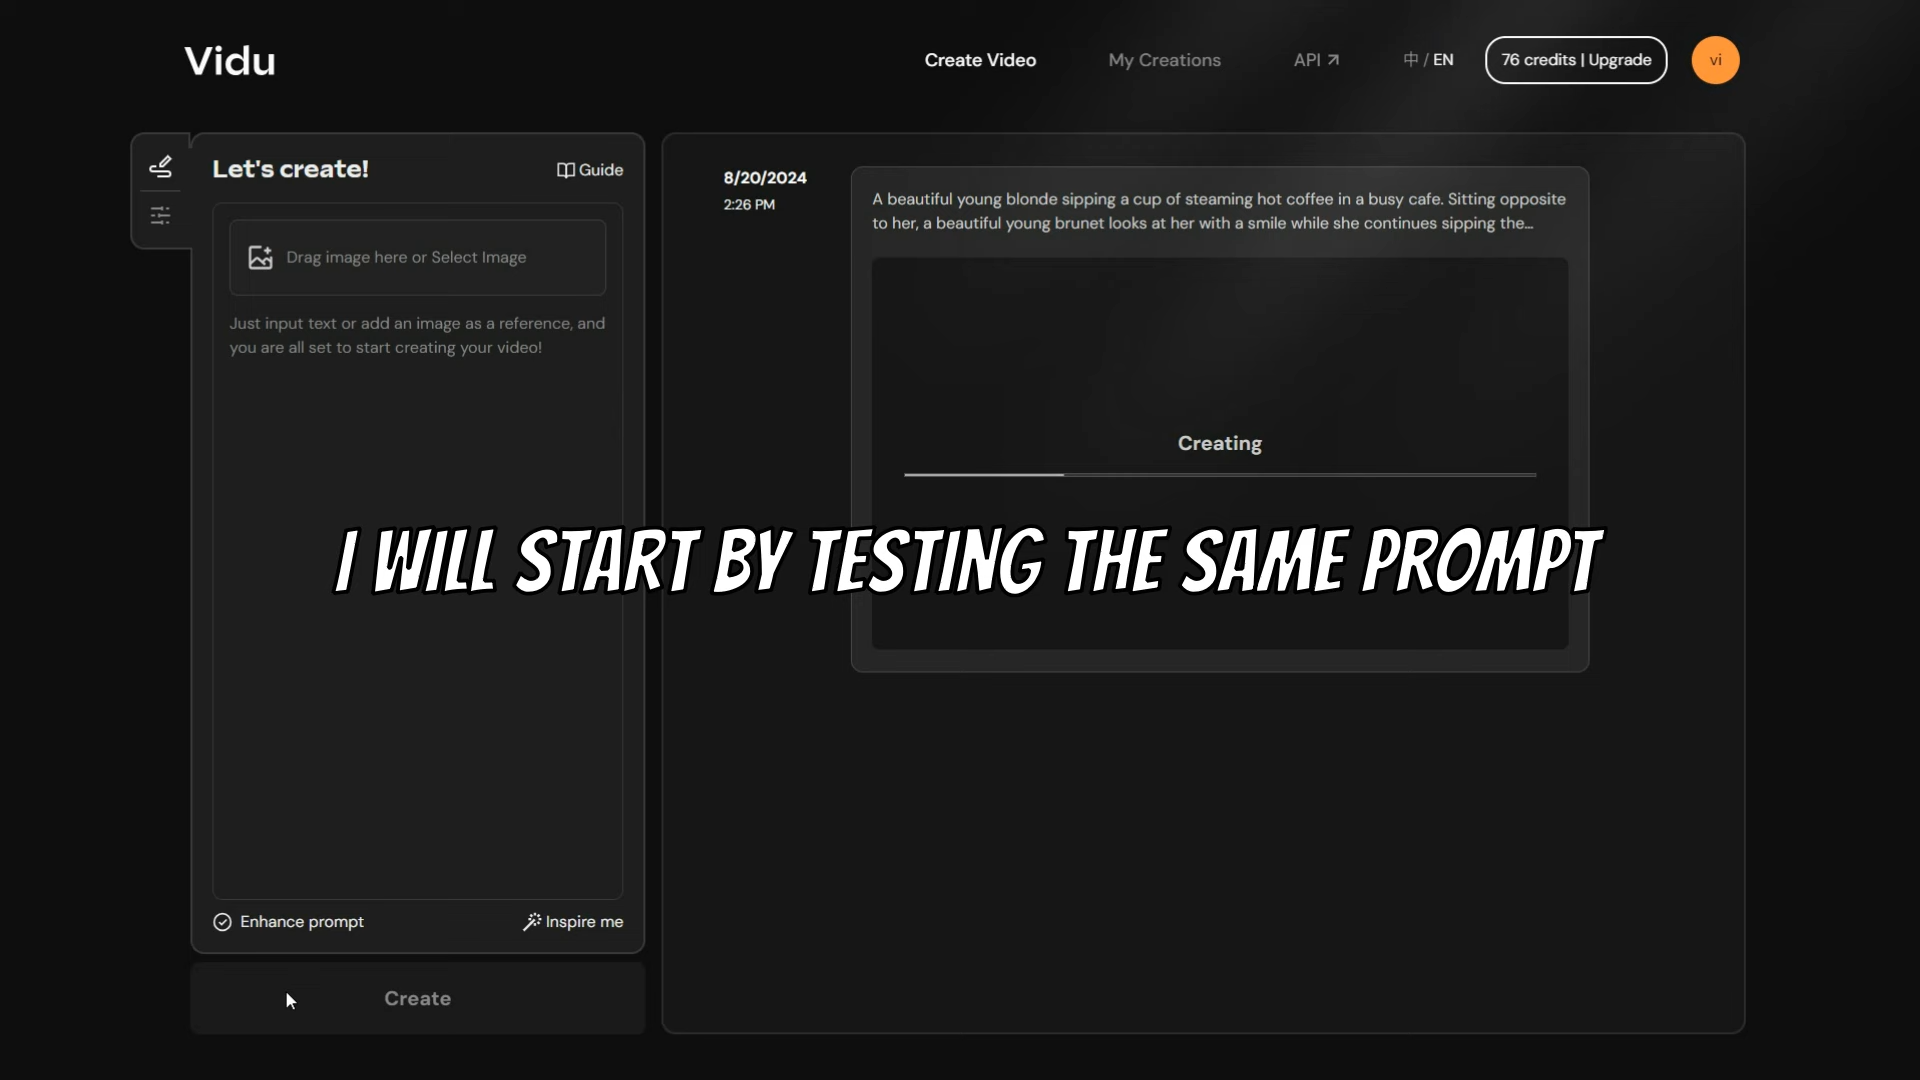 Vidu
Create Video
My Creations
API
中 / EN
76 credits | Upgrade
vi
Let's create!
Guide
Drag image here or Select Image
Just input text or add an image as a reference, and
you are all set to start creating your video!
8/20/2024
2:26 PM
A beautiful young blonde sipping a cup of steaming hot coffee in a busy cafe. Sitting opposite
to her, a beautiful young brunet looks at her with a smile while she continues sipping the...
Creating
I WILL START BY TESTING THE SAME PROMPT
Enhance prompt
Inspire me
Create